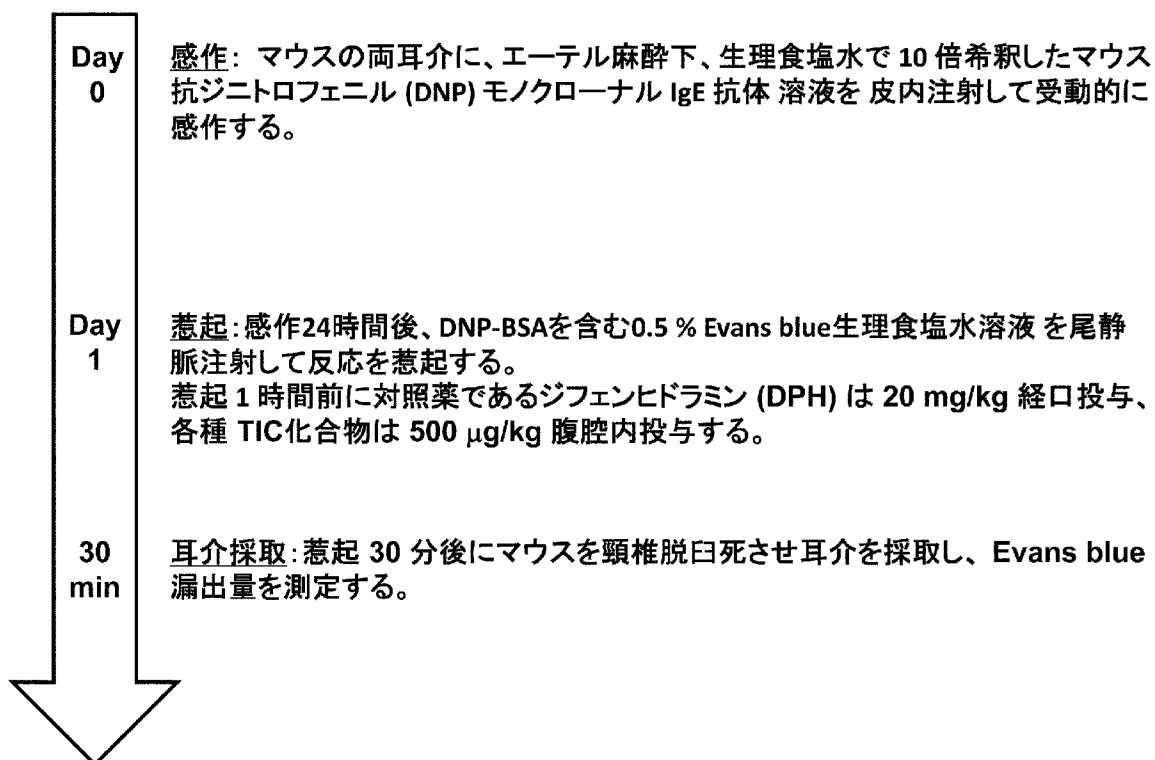 Day
0
感作： マウスの両耳介に、エーテル麻酔下、生理食塩水で 10 倍希釈したマウス
抗ジニトロフェニル (DNP) モノクローナル IgE 抗体 溶液を 皮内注射して受動的に
感作する。
Day
1
惹起：感作24時間後、DNP-BSAを含む0.5 % Evans blue生理食塩水溶液 を尾静
脈注射して反応を惹起する。
惹起 1 時間前に対照薬であるジフェンヒドラミン (DPH) は 20 mg/kg 経口投与、
各種 TIC化合物は 500 μg/kg 腹腔内投与する。
30
min
耳介採取：惹起 30 分後にマウスを頸椎脱臼死させ耳介を採取し、Evans blue
漏出量を測定する。